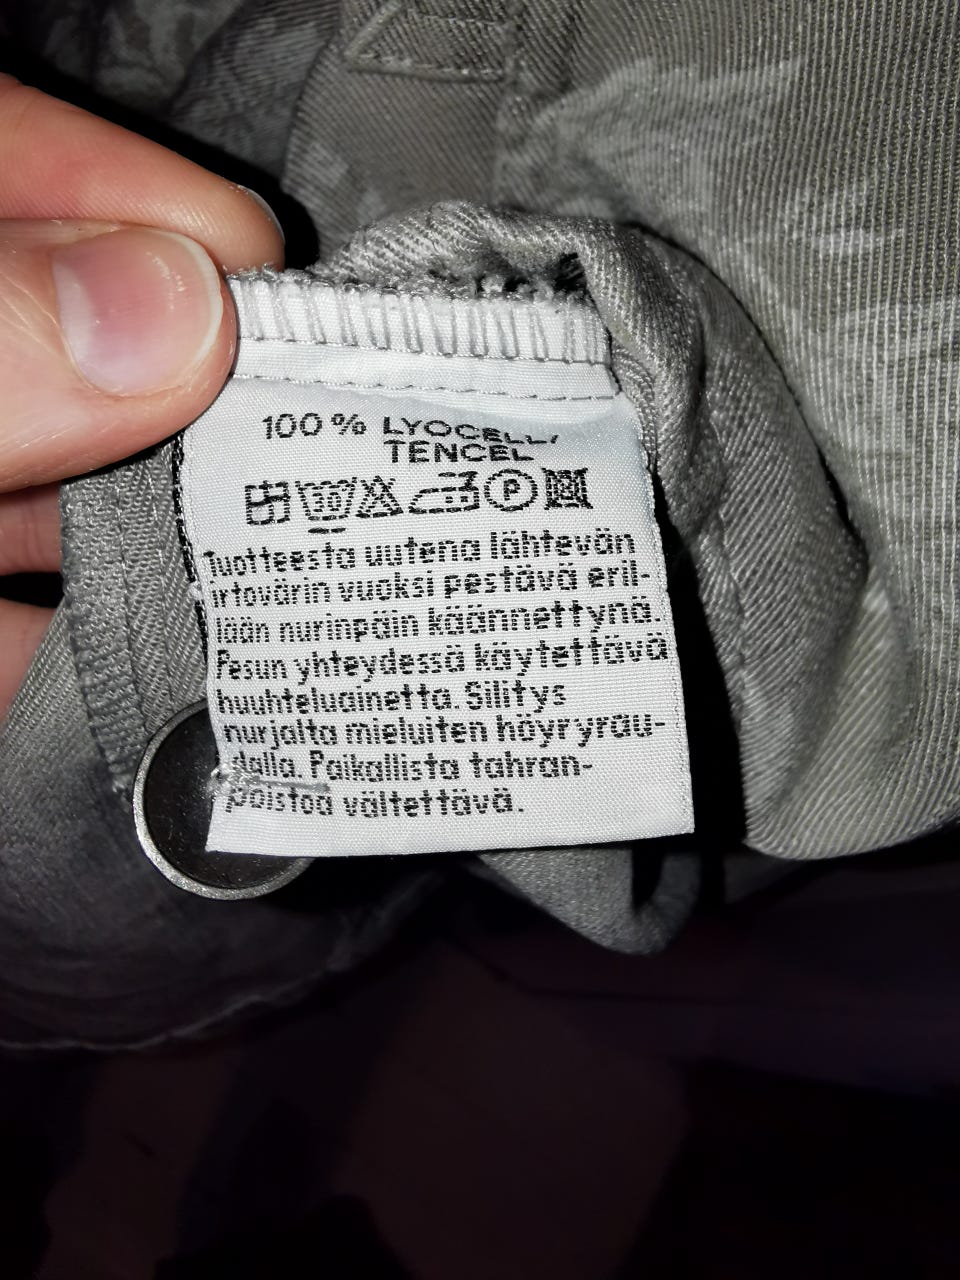 100% LYOCELL/
TENCEL
30 P
Tuotteesta uutena lähtevän
irtovärin vuoksi pestävä eril-
lään nurinpäin käännettynä.
Pesun yhteydessä käytettävä
huuhteluainetta. Silitys
nurjalta mieluiten höyryrau-
dalla. Paikallista tahran-
poistoa vältettävä.